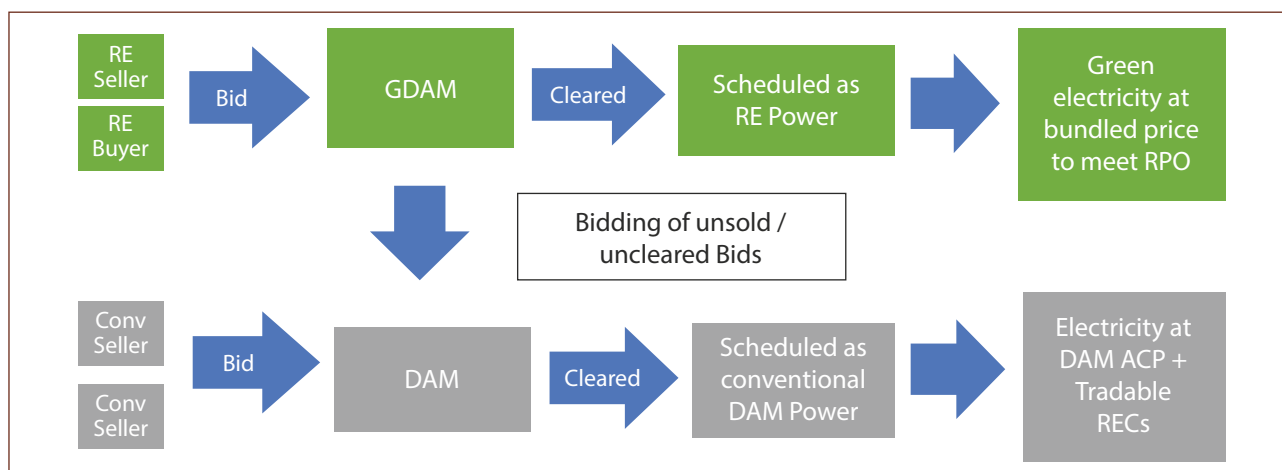 RE
Seller
RE
Buyer
Bid
GDAM
Cleared
Scheduled as
RE Power
Green
electricity at
bundled price
to meet RPO
Bidding of unsold /
uncleared Bids
Conv
Seller
Conv
Seller
Bid
DAM
Cleared
Scheduled as
conventional
DAM Power
Electricity at
DAM ACP +
Tradable
RECs